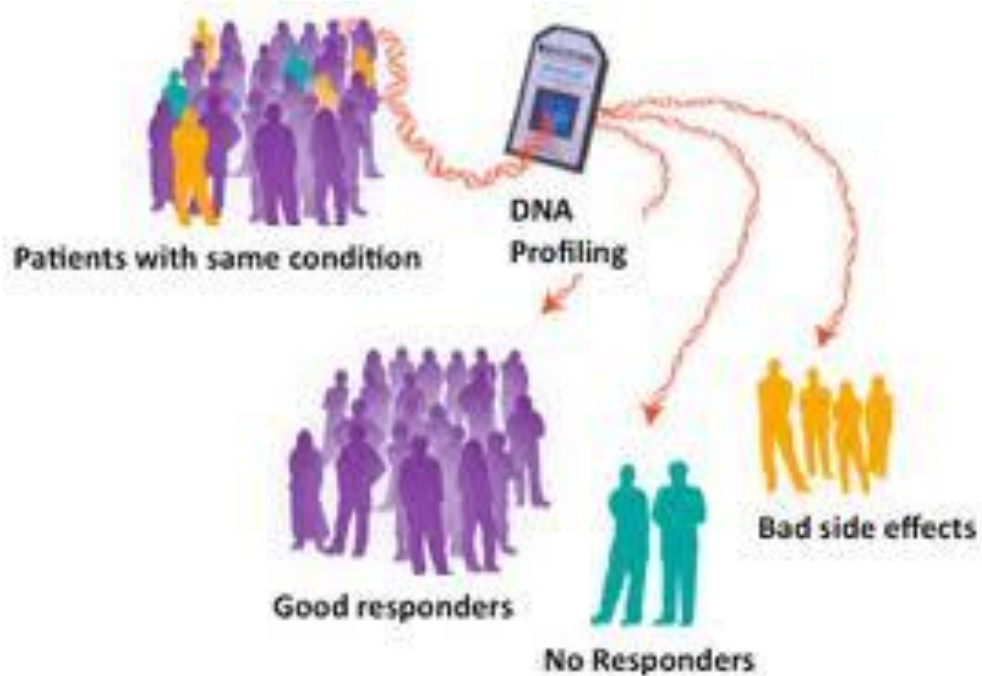 Patients with same condition
DNA
Profiling
Good responders
No Responders
Bad side effects